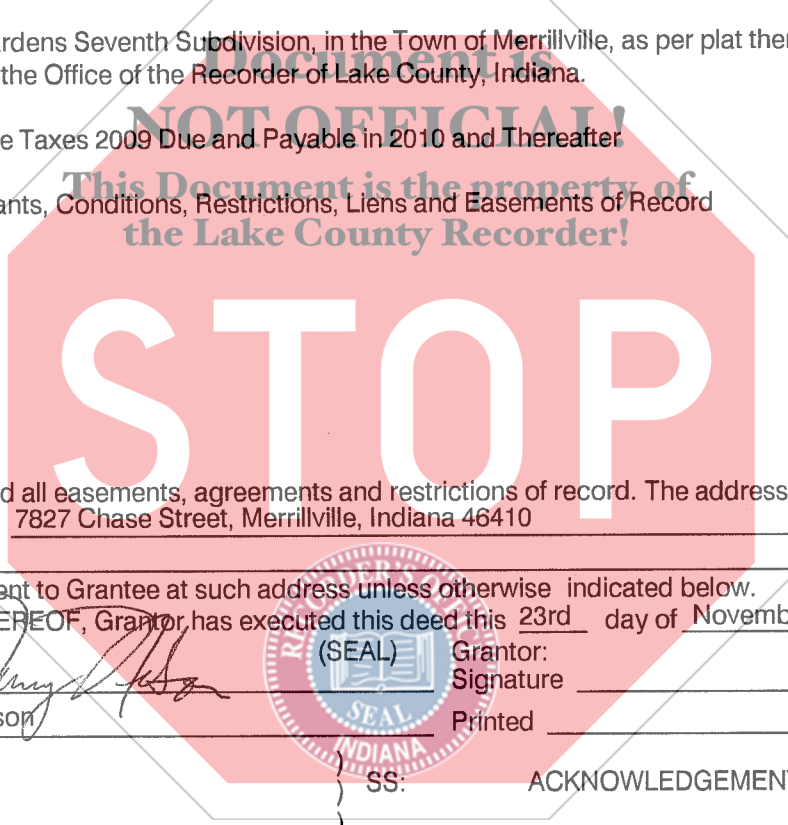 rdens Seventh Subdivision, in the Town of Merrillville, as per plat ther
Document is
the Office of the Recorder of Lake County, Indiana.
NOT OFFICIAL!
e Taxes 2009 Due and Payable in 2010 and Thereafter
This Document is the property of
ants, Conditions, Restrictions, Liens and Easements of Record
the Lake County Recorder!
STOP
d all easements, agreements and restrictions of record. The address
7827 Chase Street, Merrillville, Indiana 46410
ent to Grantee at such address unless otherwise indicated below.
EREOF, Grantor has executed this deed this 23rd day of Novemb
RECORDER'S OFFICE
(SEAL) Grantor:
Signature
SEAL
son Printed
INDIANA
) SS: ACKNOWLEDGEMENT
)